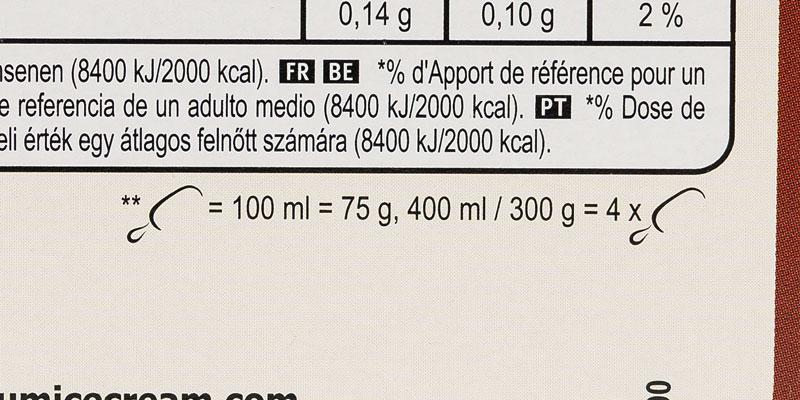 0,14 g 0,10 g 2 %
(8400 kJ/2000 kcal). FR BE *% d'Apport de référence pour un
referencia de un adulto medio (8400 kJ/2000 kcal). PT *% Dose de
érték egy átlagos felnőtt számára (8400 kJ/2000 kcal).
** = 100 ml = 75 g, 400 ml / 300 g = 4 x